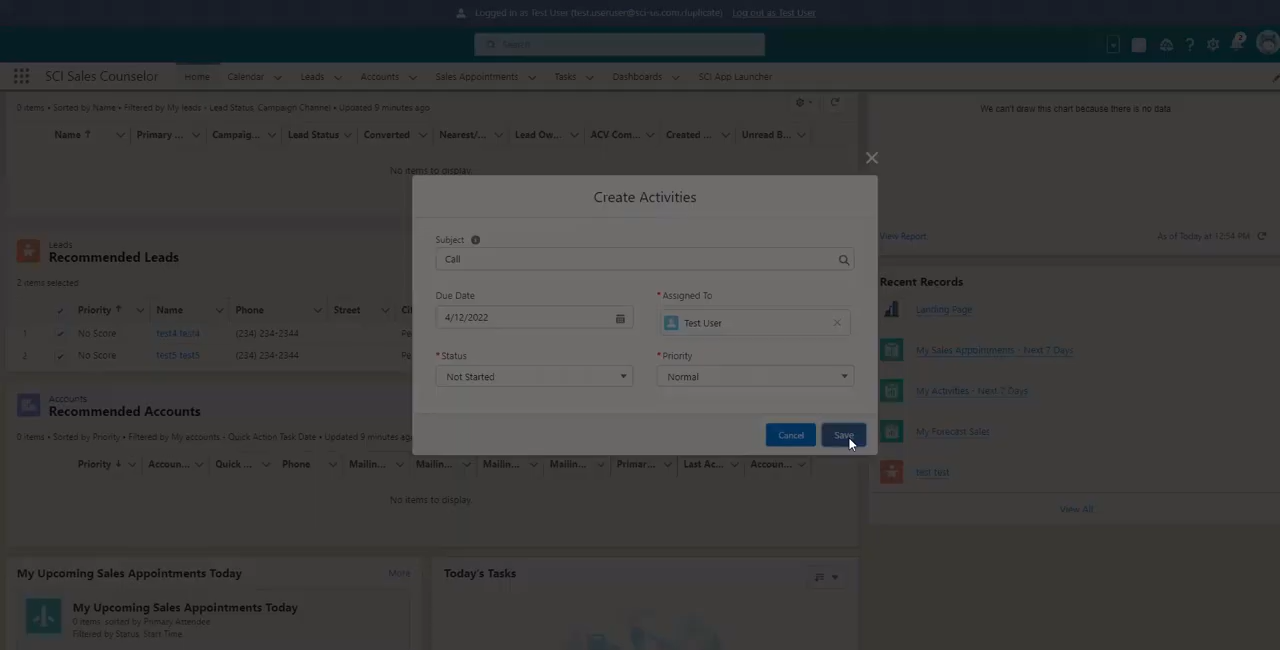 Logged in as Test User (test.useruser@sci-us.com.duplicate) Log out as Test User
Search
SCI Sales Counselor Home Calendar Leads Accounts Sales Appointments Tasks Dashboards SCI App Launcher
0 items • Sorted by Name • Filtered by My leads - Lead Status, Campaign Channel • Updated 9 minutes ago
Name Primary ... Campaig... Lead Status Converted Nearest/... Lead Ow... ACV Com... Created ... Unread B...
No items to display.
We can't draw this chart because there is no data.
View Report As of Today at 12:54 PM
Create Activities
Subject
Call
Due Date *Assigned To
4/12/2022 Test User
*Status *Priority
Not Started Normal
Cancel Save
Leads
Recommended Leads
2 items selected
Priority Name Phone Street Cit
1 No Score test4 test4 (234) 234-2344
2 No Score test5 test5 (234) 234-2344
Accounts
Recommended Accounts
0 items • Sorted by Priority • Filtered by My accounts - Quick Action Task Date • Updated 9 minutes ago
Priority Accoun... Quick ... Phone Mailin... Mailin... Mailin... Mailin... Primar... Last Ac... Accoun...
No items to display.
Recent Records
Landing Page
My Sales Appointments - Next 7 Days
My Activities - Next 7 Days
My Forecast Sales
test test
View All
My Upcoming Sales Appointments Today More
My Upcoming Sales Appointments Today
0 items sorted by Primary Attendee
Filtered by Status, Start Time
Today's Tasks